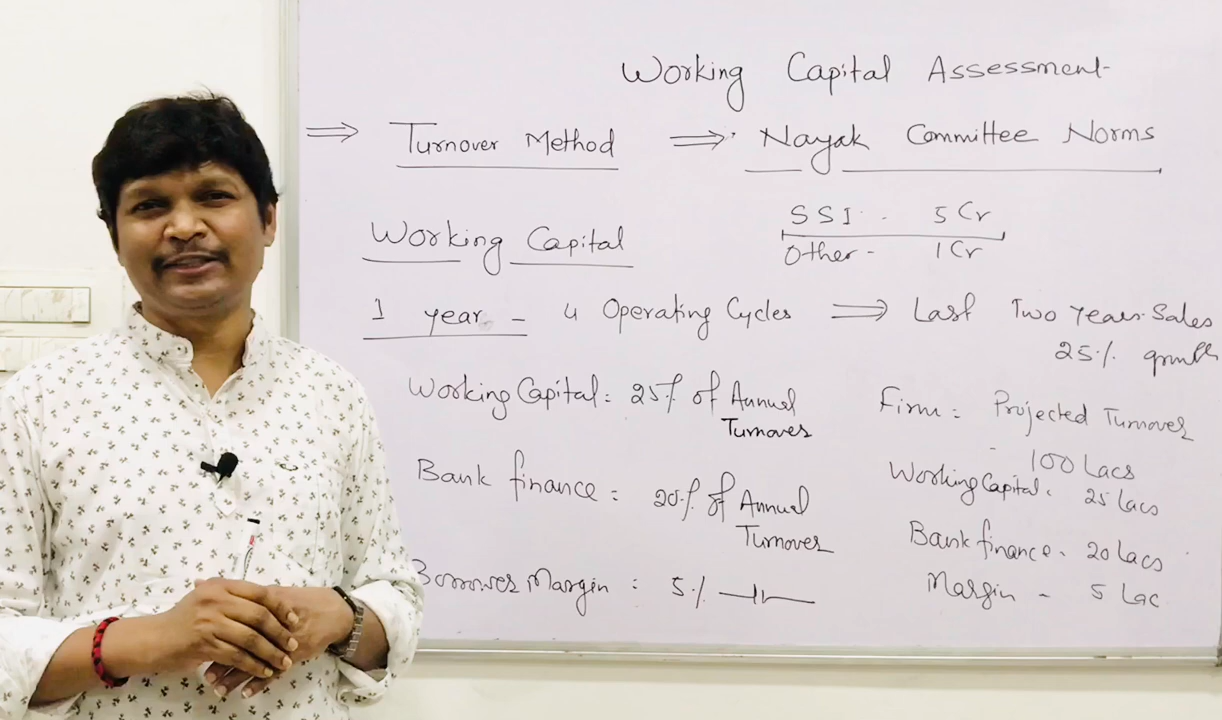 Working Capital Assessment
⇒ Turnover Method ⇒ Nayak Committee Norms
SSI - 5 Cr
Other - 1 Cr
Working Capital
1 year - 4 Operating Cycles ⇒ Last Two Years Sales
25% growth
Working Capital = 25% of Annual
Turnover
Bank finance = 20% of Annual
Turnover
Borrower Margin = 5% —〃—
Firm = Projected Turnover
- 100 Lacs
Working Capital = 25 Lacs
Bank finance - 20 Lacs
Margin - 5 Lac